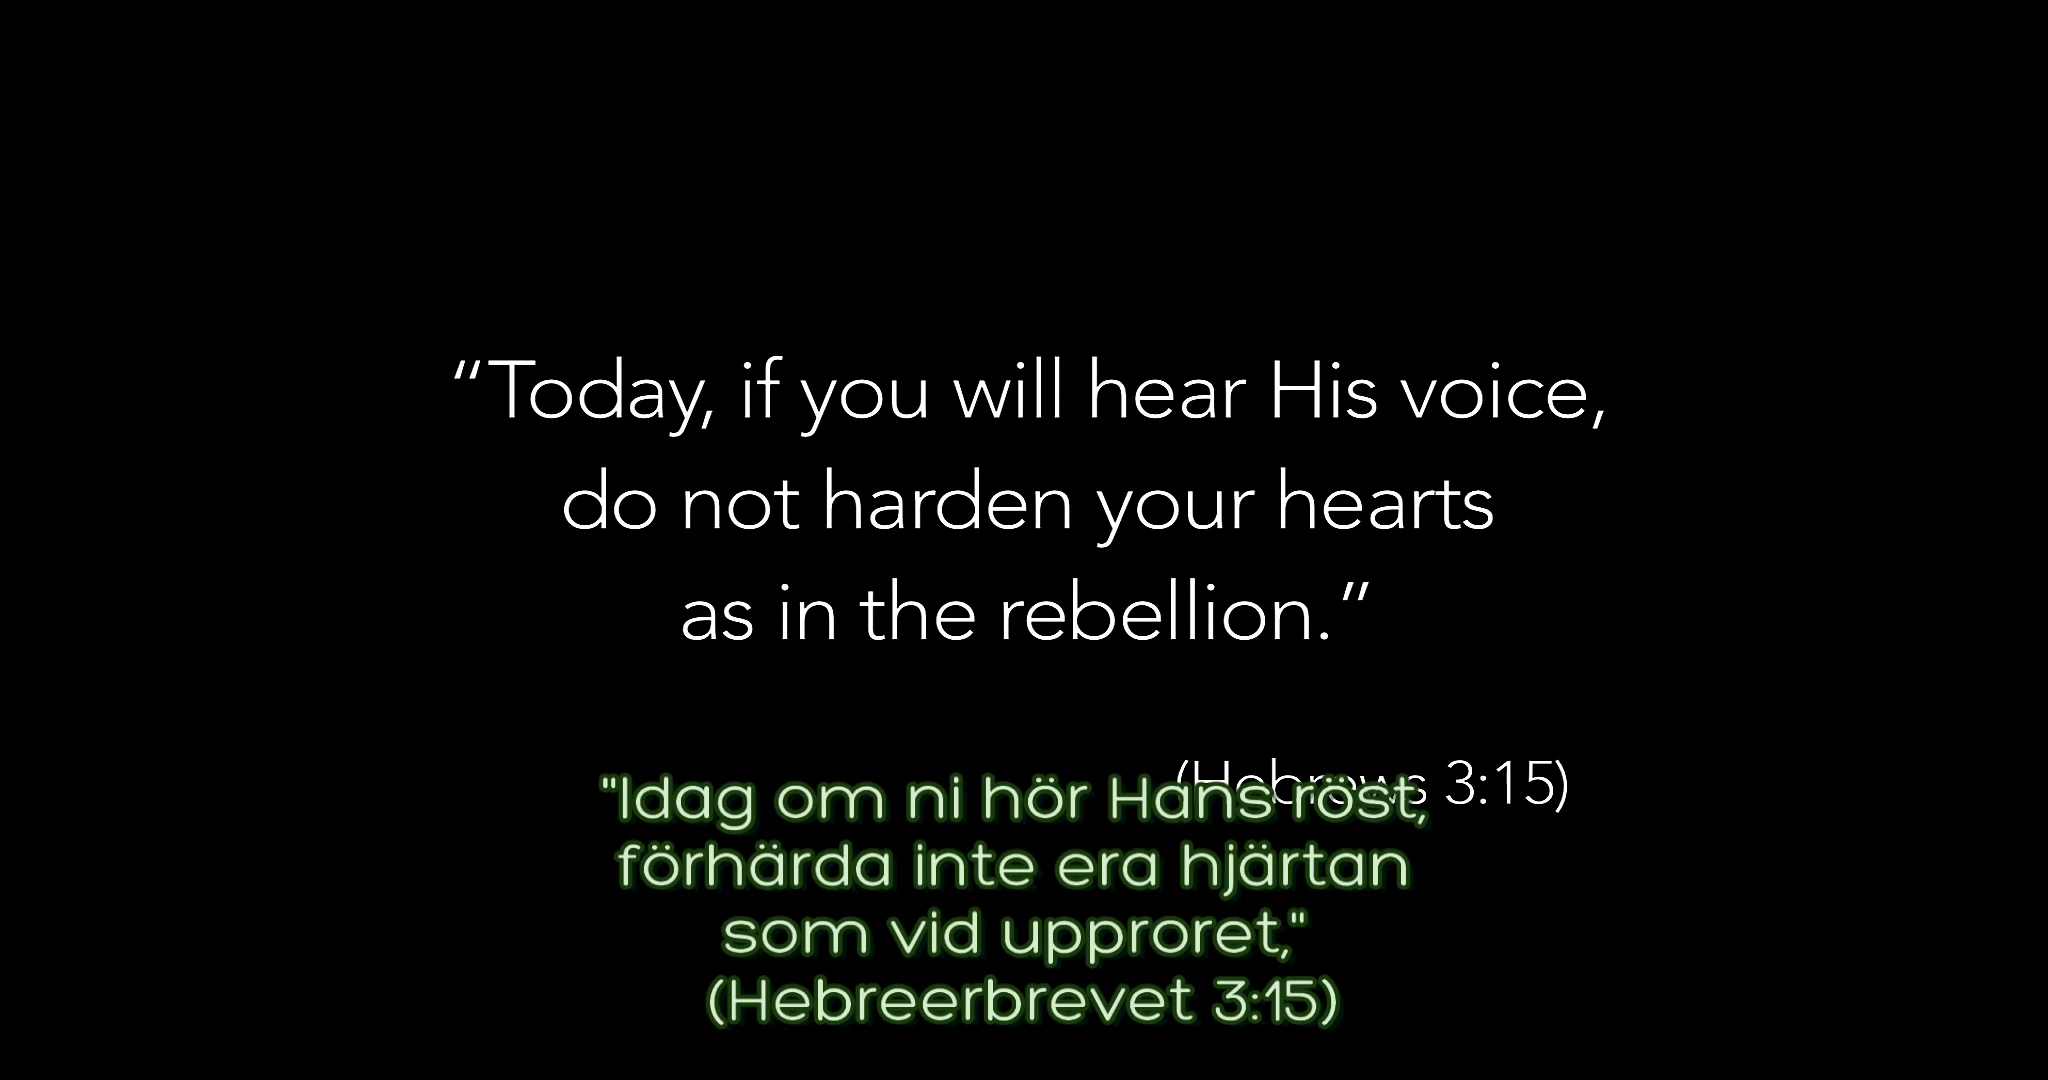 “Today, if you will hear His voice,
do not harden your hearts
as in the rebellion.”
(Hebrews 3:15)
"Idag om ni hör Hans röst,
förhärda inte era hjärtan
som vid upproret,"
(Hebreerbrevet 3:15)